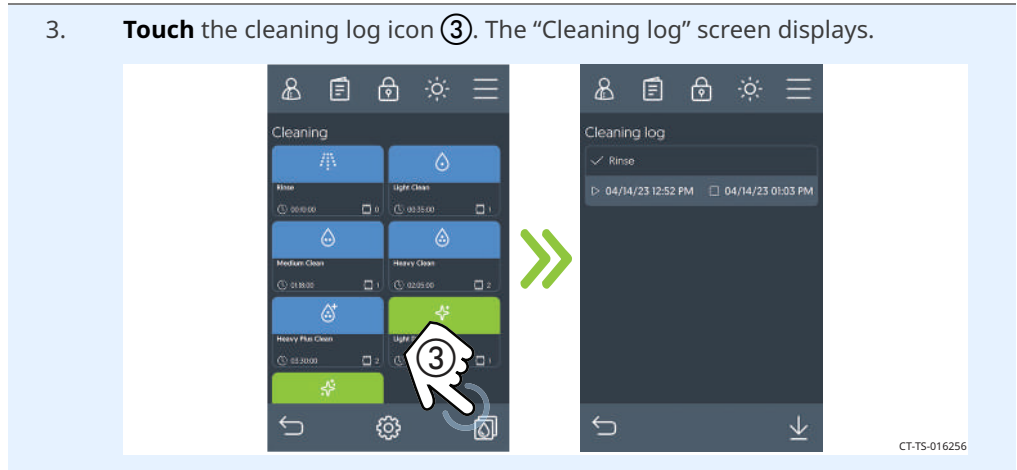 3. Touch the cleaning log icon ③. The “Cleaning log” screen displays.
Cleaning
Rinse
00:10:00 0
Light Clean
00:35:00 1
Medium Clean
01:18:00 1
Heavy Clean
02:05:00 2
Heavy Plus Clean
03:30:00 2
Light
1
③
Cleaning log
Rinse
04/14/23 12:52 PM 04/14/23 01:03 PM
CT-TS-016256